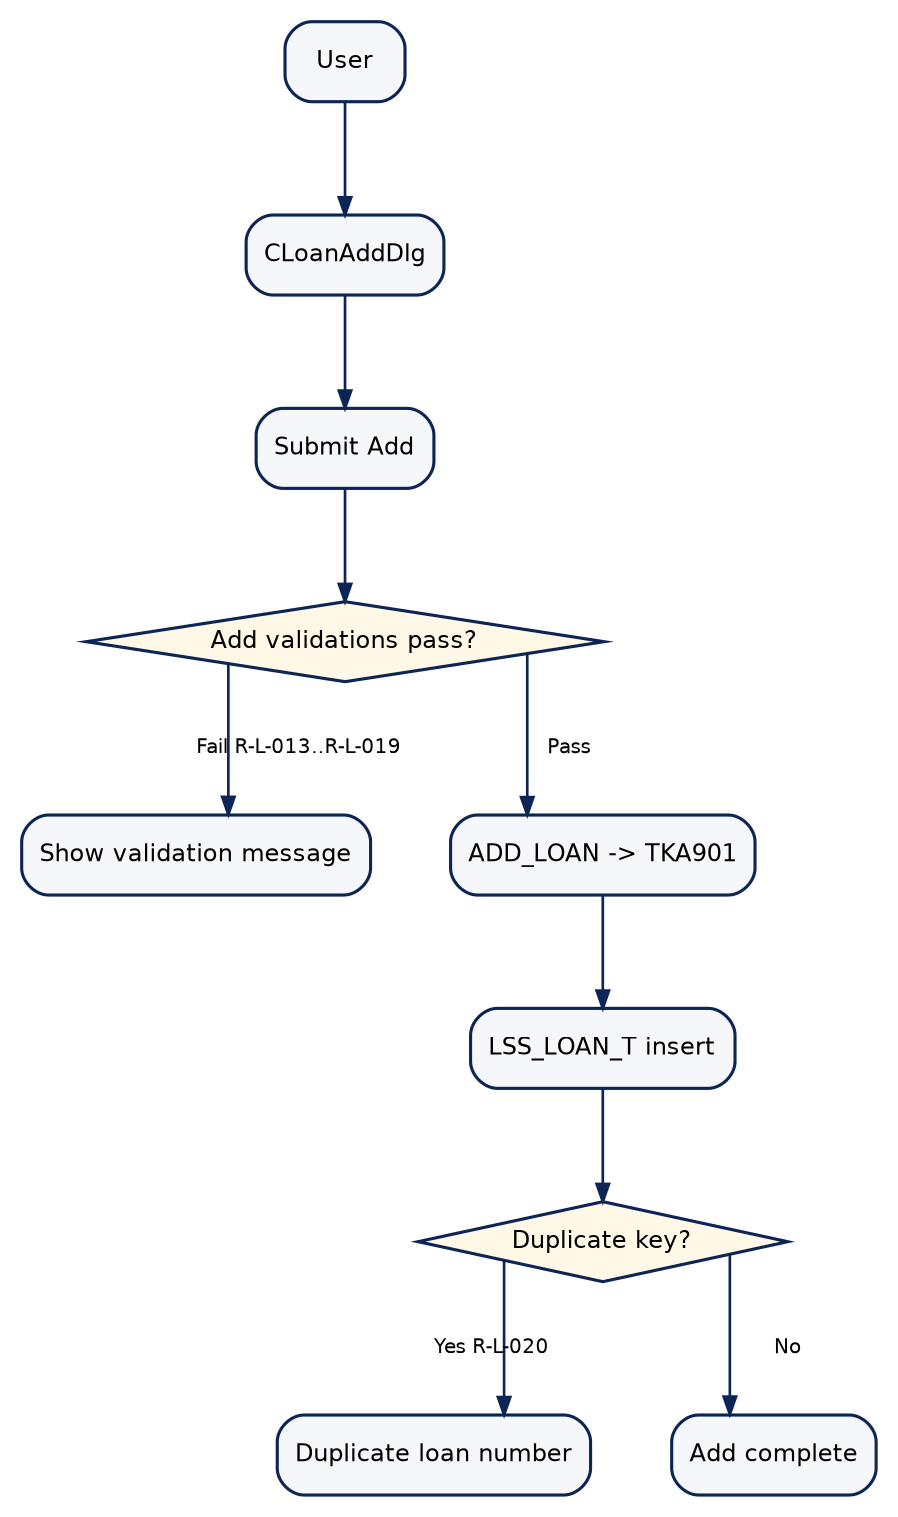 User
CLoanAddDlg
Submit Add
Add validations pass?
Fail R-L-013..R-L-019
Pass
Show validation message
ADD_LOAN -> TKA901
LSS_LOAN_T insert
Duplicate key?
Yes R-L-020
No
Duplicate loan number
Add complete